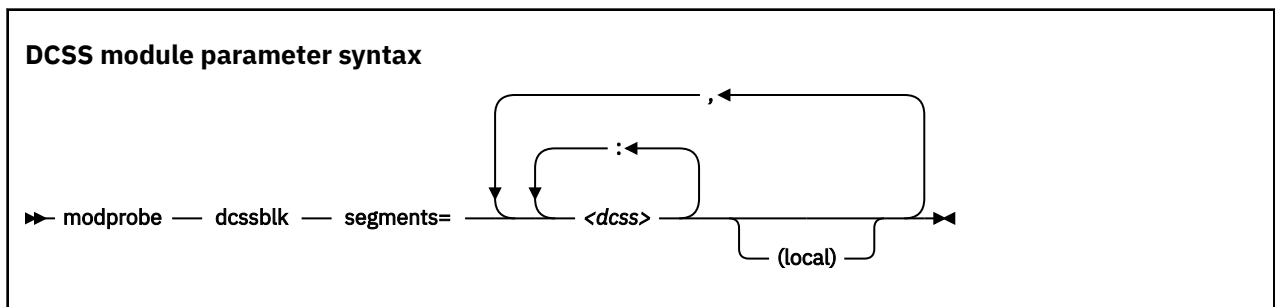 DCSS module parameter syntax
,
:
modprobe dcssblk segments= <dcss>
(local)